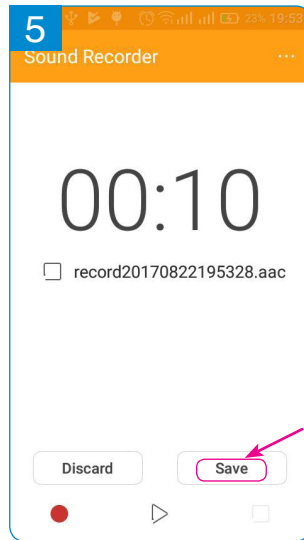 5
23% 19:53
Sound Recorder
00:10
record20170822195328.aac
Discard
Save